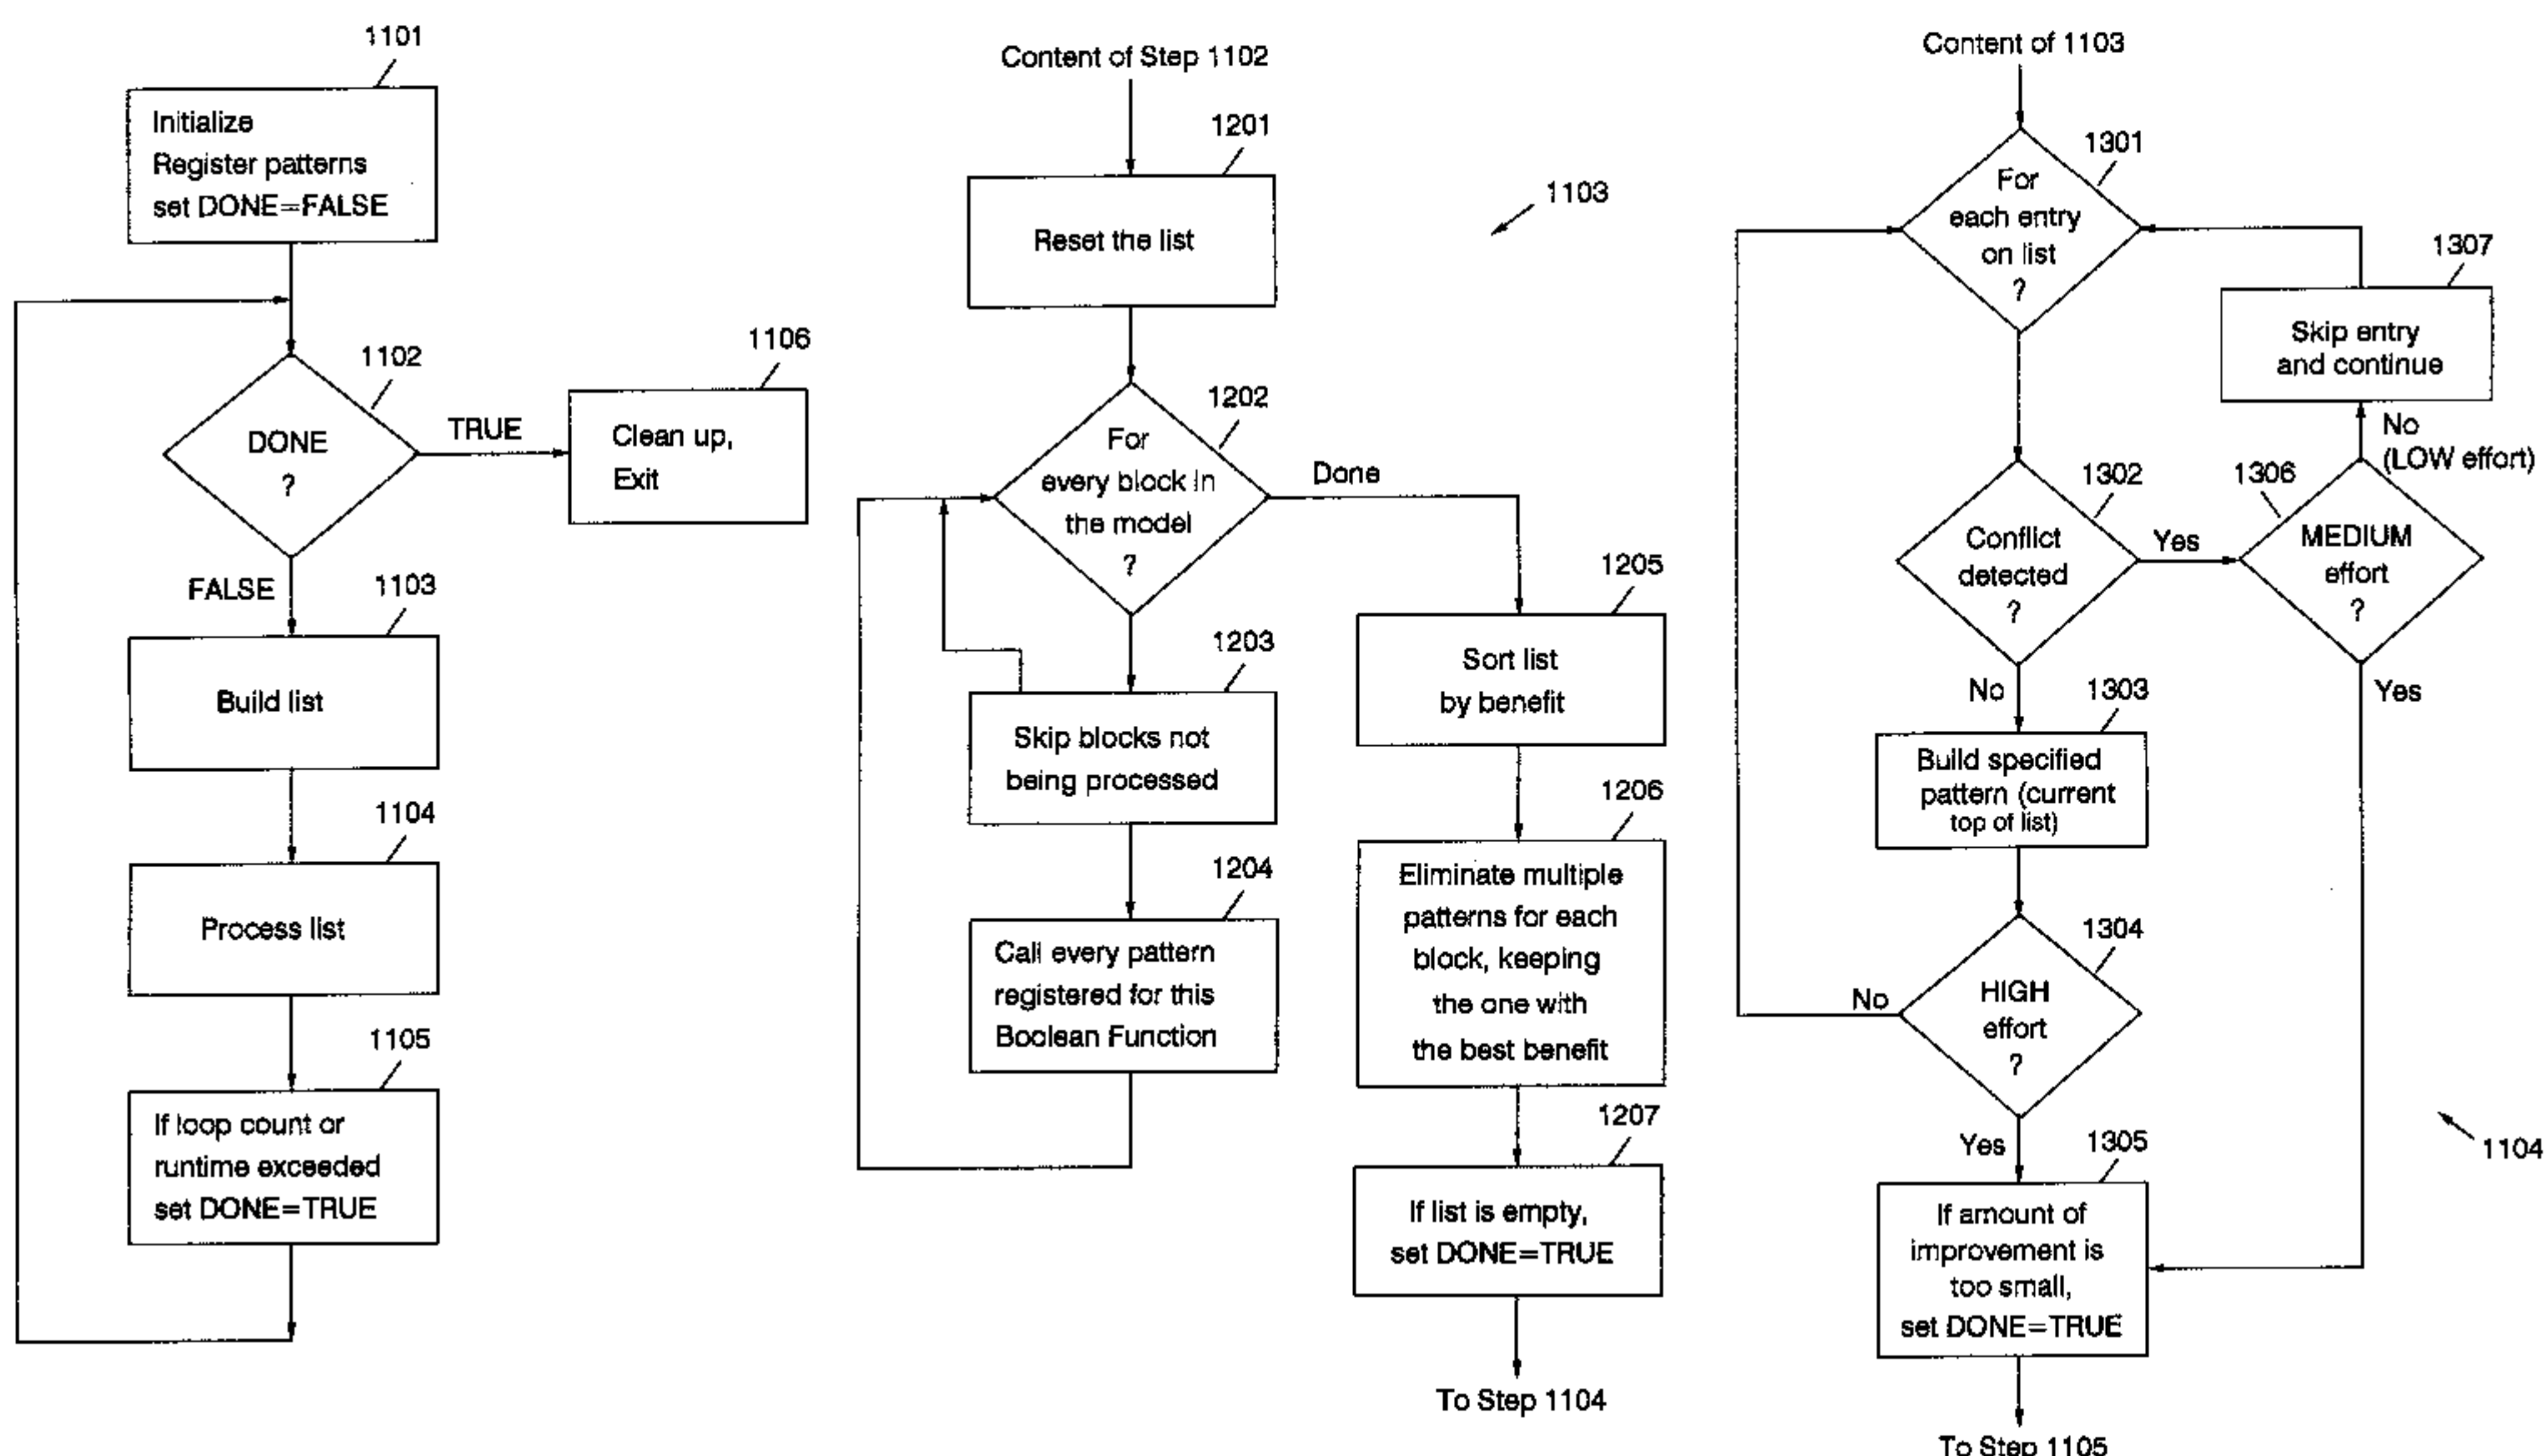 1101
Initialize
Register patterns
set DONE=FALSE
1102
DONE
?
TRUE
1106
Clean up,
Exit
FALSE
1103
Build list
1104
Process list
1105
If loop count or
runtime exceeded
set DONE=TRUE
Content of Step 1102
1201
Reset the list
1103
1202
For
every block in
the model
?
Done
1203
Skip blocks not
being processed
1204
Call every pattern
registered for this
Boolean Function
1205
Sort list
by benefit
1206
Eliminate multiple
patterns for each
block, keeping
the one with
the best benefit
1207
If list is empty,
set DONE=TRUE
To Step 1104
Content of 1103
1301
For
each entry
on list
?
1307
Skip entry
and continue
No
(LOW effort)
1302
Conflict
detected
?
Yes
1306
MEDIUM
effort
?
Yes
No
1303
Build specified
pattern (current
top of list)
1304
HIGH
effort
?
No
Yes
1305
If amount of
improvement is
too small,
set DONE=TRUE
1104
To Step 1105